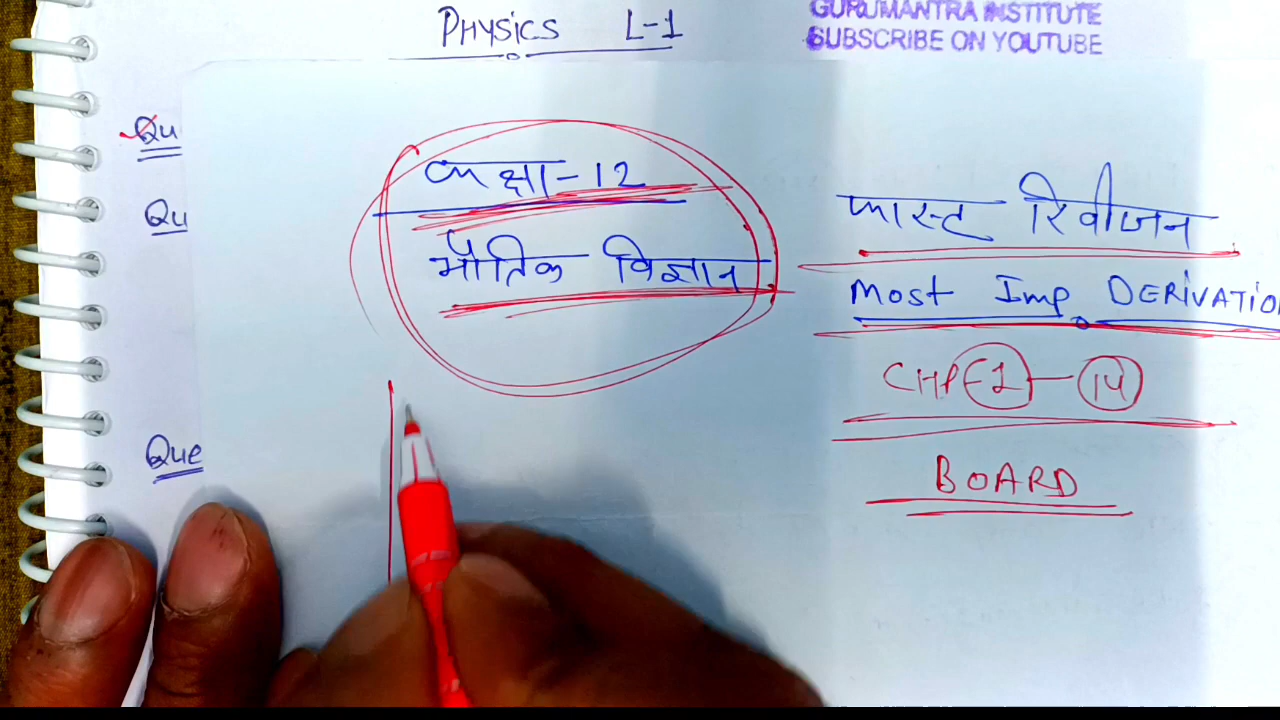 PHYSICS L-1
GURUMANTRA INSTITUTE
SUBSCRIBE ON YOUTUBE
Qu
Qu
Que
कक्षा-12
भौतिक विज्ञान
फास्ट रिवीजन
Most Imp DERIVATIO
CHP-1-14
BOARD